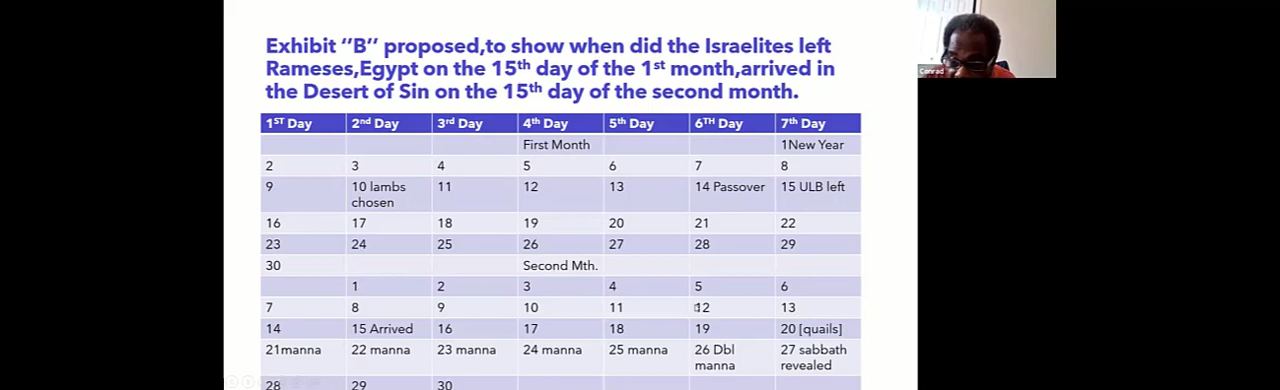 Exhibit “B” proposed,to show when did the Israelites left
Rameses,Egypt on the 15th day of the 1st month,arrived in
the Desert of Sin on the 15th day of the second month.
Conrad
1ST Day 2nd Day 3rd Day 4th Day 5th Day 6TH Day 7th Day
First Month 1New Year
2 3 4 5 6 7 8
9 10 lambs 11 12 13 14 Passover 15 ULB left
chosen
16 17 18 19 20 21 22
23 24 25 26 27 28 29
30 Second Mth.
1 2 3 4 5 6
7 8 9 10 11 12 13
14 15 Arrived 16 17 18 19 20 [quails]
21manna 22 manna 23 manna 24 manna 25 manna 26 Dbl 27 sabbath
manna revealed
28 29 30